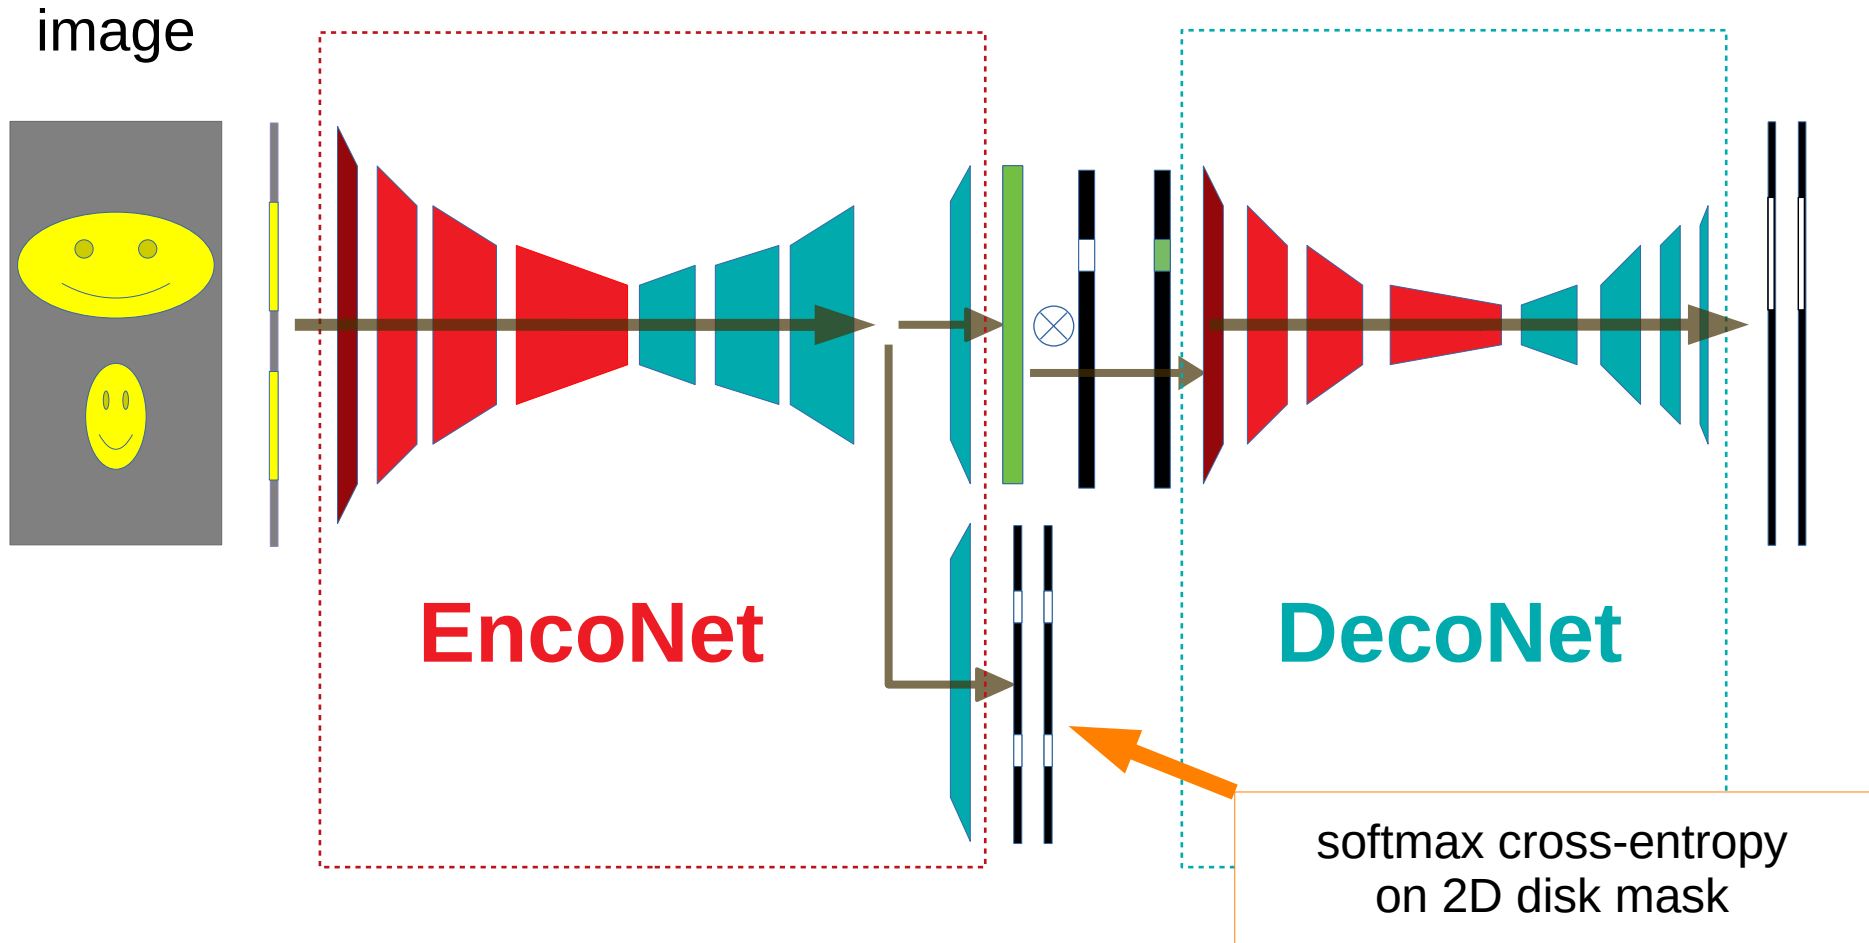 image
EncoNet
DecoNet
softmax cross-entropy
on 2D disk mask